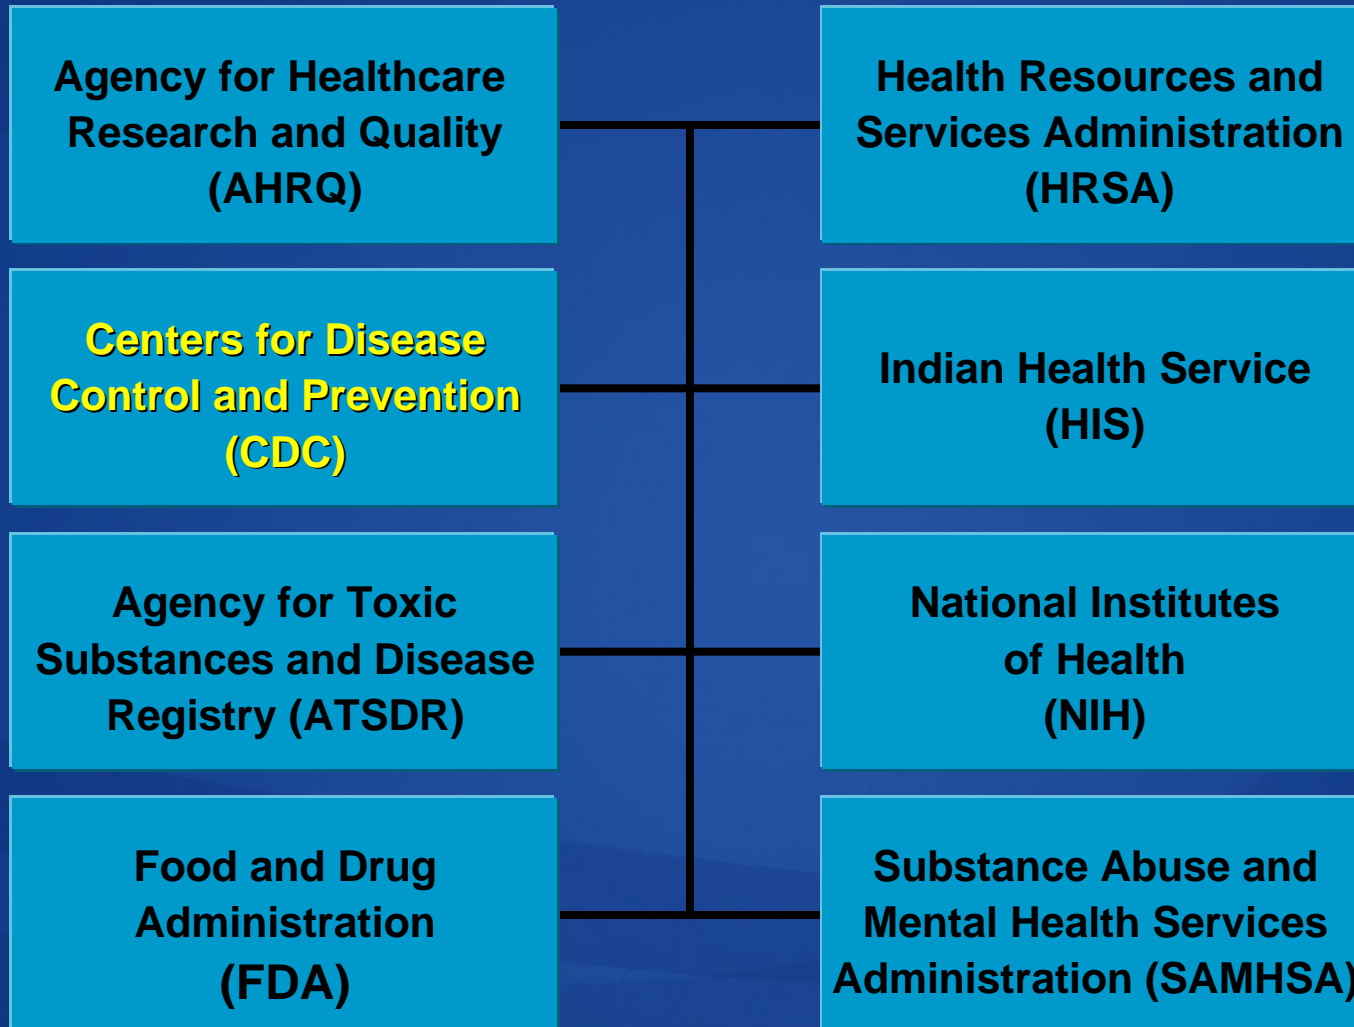 Agency for Healthcare
Research and Quality
(AHRQ)
Health Resources and
Services Administration
(HRSA)
Centers for Disease
Control and Prevention
(CDC)
Indian Health Service
(HIS)
Agency for Toxic
Substances and Disease
Registry (ATSDR)
National Institutes
of Health
(NIH)
Food and Drug
Administration
(FDA)
Substance Abuse and
Mental Health Services
Administration (SAMHSA)